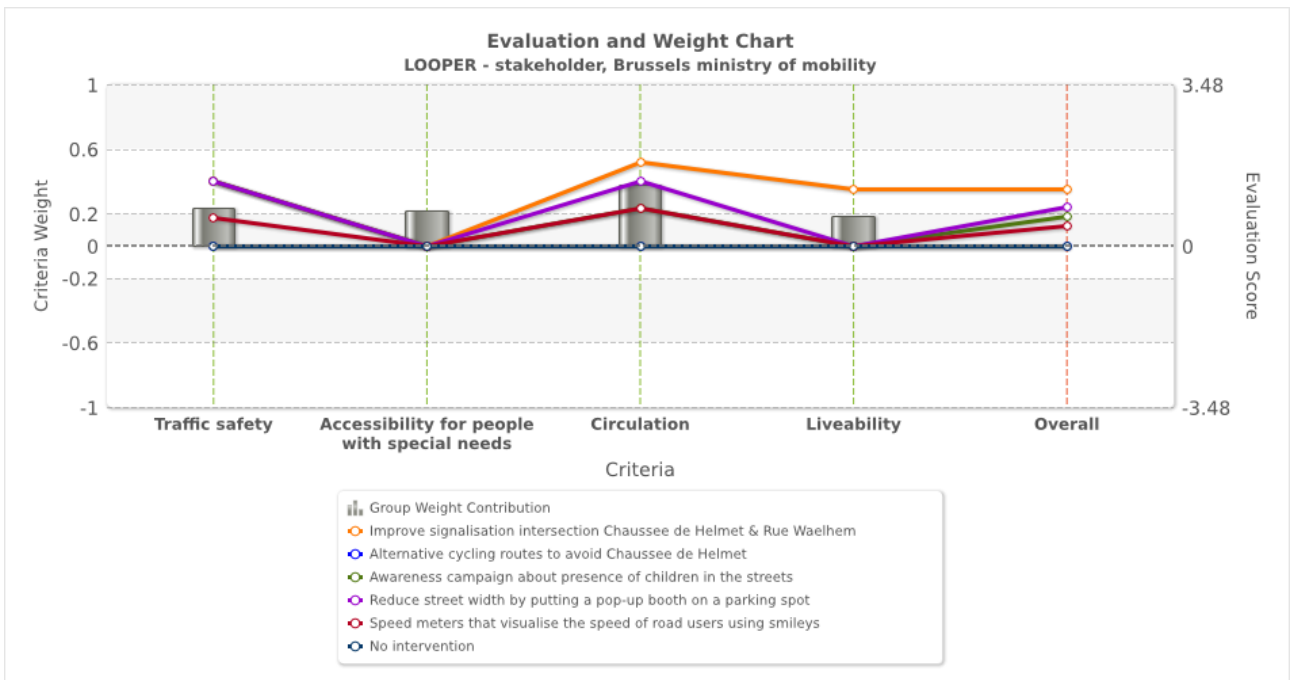 Evaluation and Weight Chart
LOOPER - stakeholder, Brussels ministry of mobility
1
0.6
0.2
0
-0.2
-0.6
-1
Criteria Weight
3.48
0
-3.48
Evaluation Score
Traffic safety
Accessibility for people
with special needs
Circulation
Liveability
Overall
Criteria
Group Weight Contribution
Improve signalisation intersection Chaussee de Helmet & Rue Waelhem
Alternative cycling routes to avoid Chaussee de Helmet
Awareness campaign about presence of children in the streets
Reduce street width by putting a pop-up booth on a parking spot
Speed meters that visualise the speed of road users using smileys
No intervention